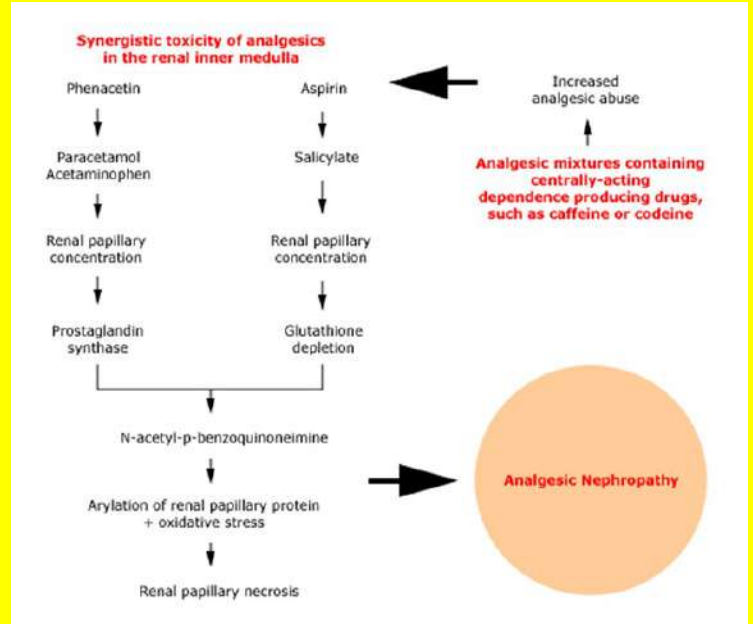 Synergistic toxicity of analgesics
in the renal inner medulla
Phenacetin
Aspirin
Increased
analgesic abuse
Paracetamol
Acetaminophen
Salicylate
Analgesic mixtures containing
centrally-acting
dependence producing drugs,
such as caffeine or codeine
Renal papillary
concentration
Renal papillary
concentration
Prostaglandin
synthase
Glutathione
depletion
N-acetyl-p-benzoquinoneimine
Arylation of renal papillary protein
+ oxidative stress
Renal papillary necrosis
Analgesic Nephropathy